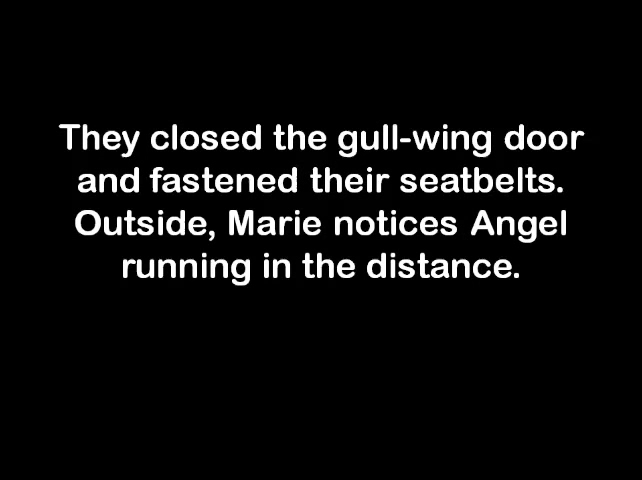 They closed the gull-wing door
and fastened their seatbelts.
Outside, Marie notices Angel
running in the distance.